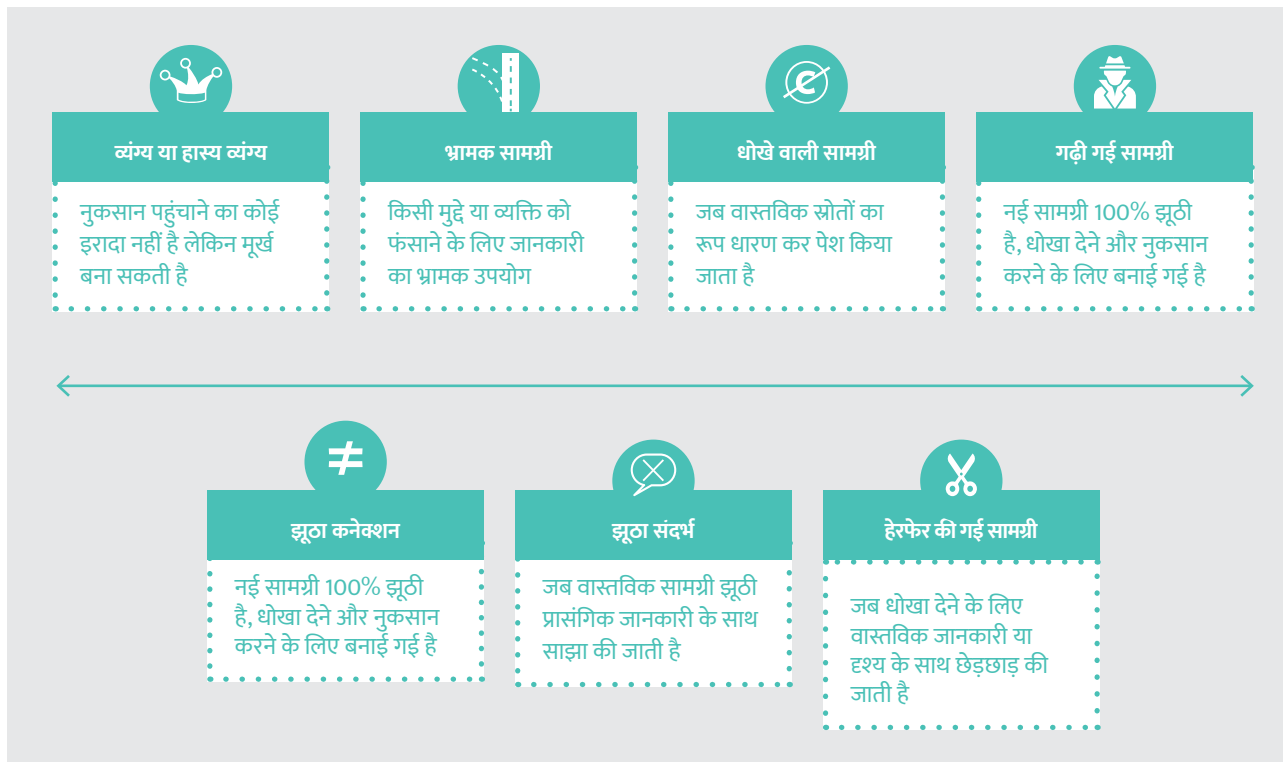 व्यंग्य या हास्य व्यंग्य
नुकसान पहुंचाने का कोई
इरादा नहीं है लेकिन मूर्ख
बना सकती है
भ्रामक सामग्री
किसी मुद्दे या व्यक्ति को
फंसाने के लिए जानकारी
का भ्रामक उपयोग
धोखे वाली सामग्री
जब वास्तविक स्रोतों का
रूप धारण कर पेश किया
जाता है
गढ़ी गई सामग्री
नई सामग्री 100% झूठी
है, धोखा देने और नुकसान
करने के लिए बनाई गई है
झूठा कनेक्शन
नई सामग्री 100% झूठी
है, धोखा देने और नुकसान
करने के लिए बनाई गई है
झूठा संदर्भ
जब वास्तविक सामग्री झूठी
प्रासंगिक जानकारी के साथ
साझा की जाती है
हेरफेर की गई सामग्री
जब धोखा देने के लिए
वास्तविक जानकारी या
दृश्य के साथ छेड़छाड़ की
जाती है